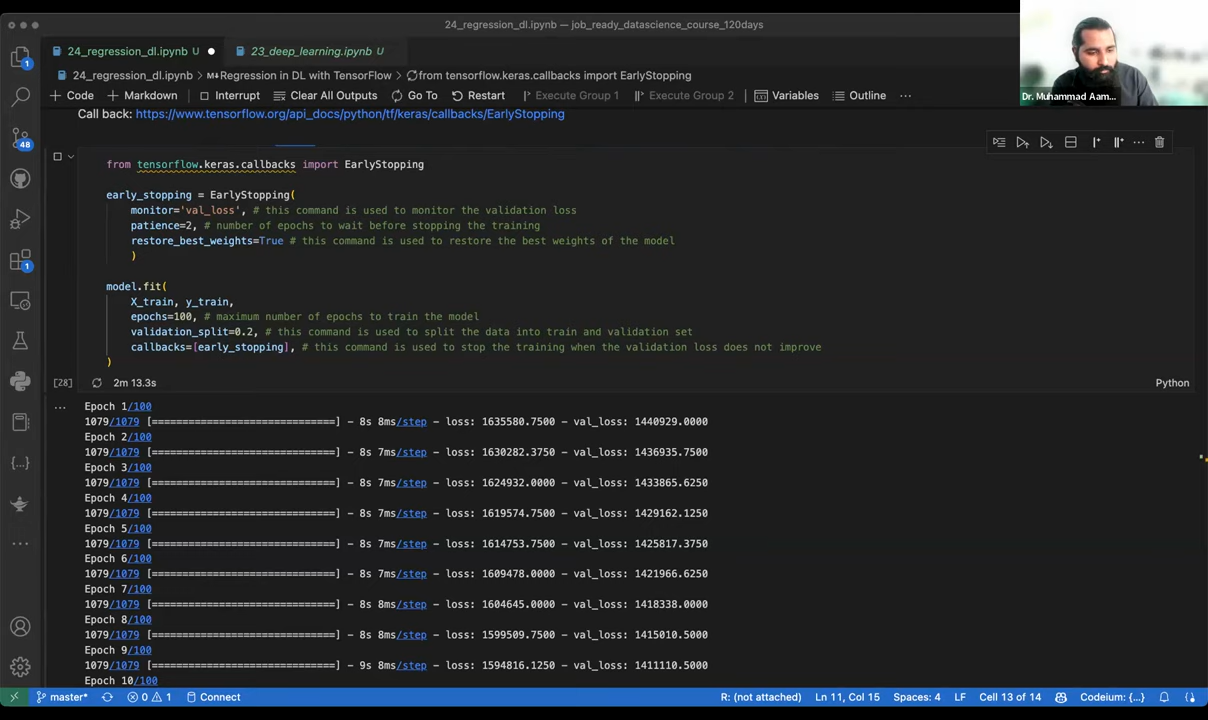 24_regression_dl.ipynb — job_ready_datascience_course_120days
24_regression_dl.ipynb U
23_deep_learning.ipynb U
24_regression_dl.ipynb > M↓Regression in DL with TensorFlow > from tensorflow.keras.callbacks import EarlyStopping
+ Code + Markdown Interrupt Clear All Outputs Go To Restart Execute Group 1 Execute Group 2 Variables Outline ...
Dr. Muhammad Aam...
Call back: https://www.tensorflow.org/api_docs/python/tf/keras/callbacks/EarlyStopping
from tensorflow.keras.callbacks import EarlyStopping
early_stopping = EarlyStopping(
monitor='val_loss', # this command is used to monitor the validation loss
patience=2, # number of epochs to wait before stopping the training
restore_best_weights=True # this command is used to restore the best weights of the model
)
model.fit(
X_train, y_train,
epochs=100, # maximum number of epochs to train the model
validation_split=0.2, # this command is used to split the data into train and validation set
callbacks=[early_stopping], # this command is used to stop the training when the validation loss does not improve
)
[28] 2m 13.3s Python
... Epoch 1/100
1079/1079 [==============================] - 8s 8ms/step - loss: 1635580.7500 - val_loss: 1440929.0000
Epoch 2/100
1079/1079 [==============================] - 8s 7ms/step - loss: 1630282.3750 - val_loss: 1436935.7500
Epoch 3/100
1079/1079 [==============================] - 8s 7ms/step - loss: 1624932.0000 - val_loss: 1433865.6250
Epoch 4/100
1079/1079 [==============================] - 8s 7ms/step - loss: 1619574.7500 - val_loss: 1429162.1250
Epoch 5/100
1079/1079 [==============================] - 8s 7ms/step - loss: 1614753.7500 - val_loss: 1425817.3750
Epoch 6/100
1079/1079 [==============================] - 8s 7ms/step - loss: 1609478.0000 - val_loss: 1421966.6250
Epoch 7/100
1079/1079 [==============================] - 8s 8ms/step - loss: 1604645.0000 - val_loss: 1418338.0000
Epoch 8/100
1079/1079 [==============================] - 8s 8ms/step - loss: 1599509.7500 - val_loss: 1415010.5000
Epoch 9/100
1079/1079 [==============================] - 9s 8ms/step - loss: 1594816.1250 - val_loss: 1411110.5000
Epoch 10/100
1
48
1
master* 0 1 Connect R: (not attached) Ln 11, Col 15 Spaces: 4 LF Cell 13 of 14 Codeium: {...}